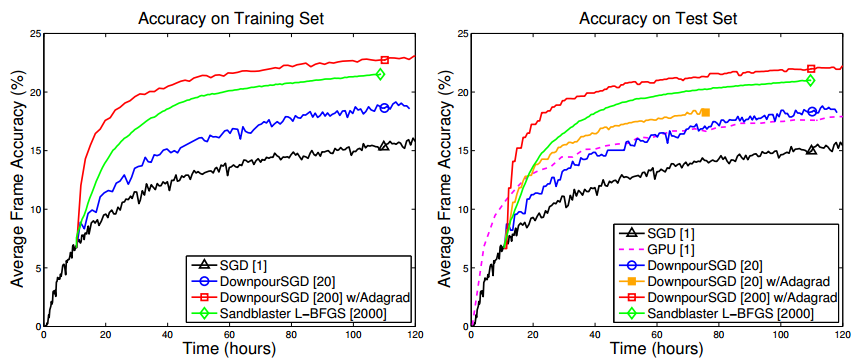 Accuracy on Training Set
Average Frame Accuracy (%)
25
20
15
10
5
0
0 20 40 60 80 100 120
Time (hours)
SGD [1]
DownpourSGD [20]
DownpourSGD [200] w/Adagrad
Sandblaster L−BFGS [2000]
Accuracy on Test Set
Average Frame Accuracy (%)
25
20
15
10
5
0
0 20 40 60 80 100 120
Time (hours)
SGD [1]
GPU [1]
DownpourSGD [20]
DownpourSGD [20] w/Adagrad
DownpourSGD [200] w/Adagrad
Sandblaster L−BFGS [2000]